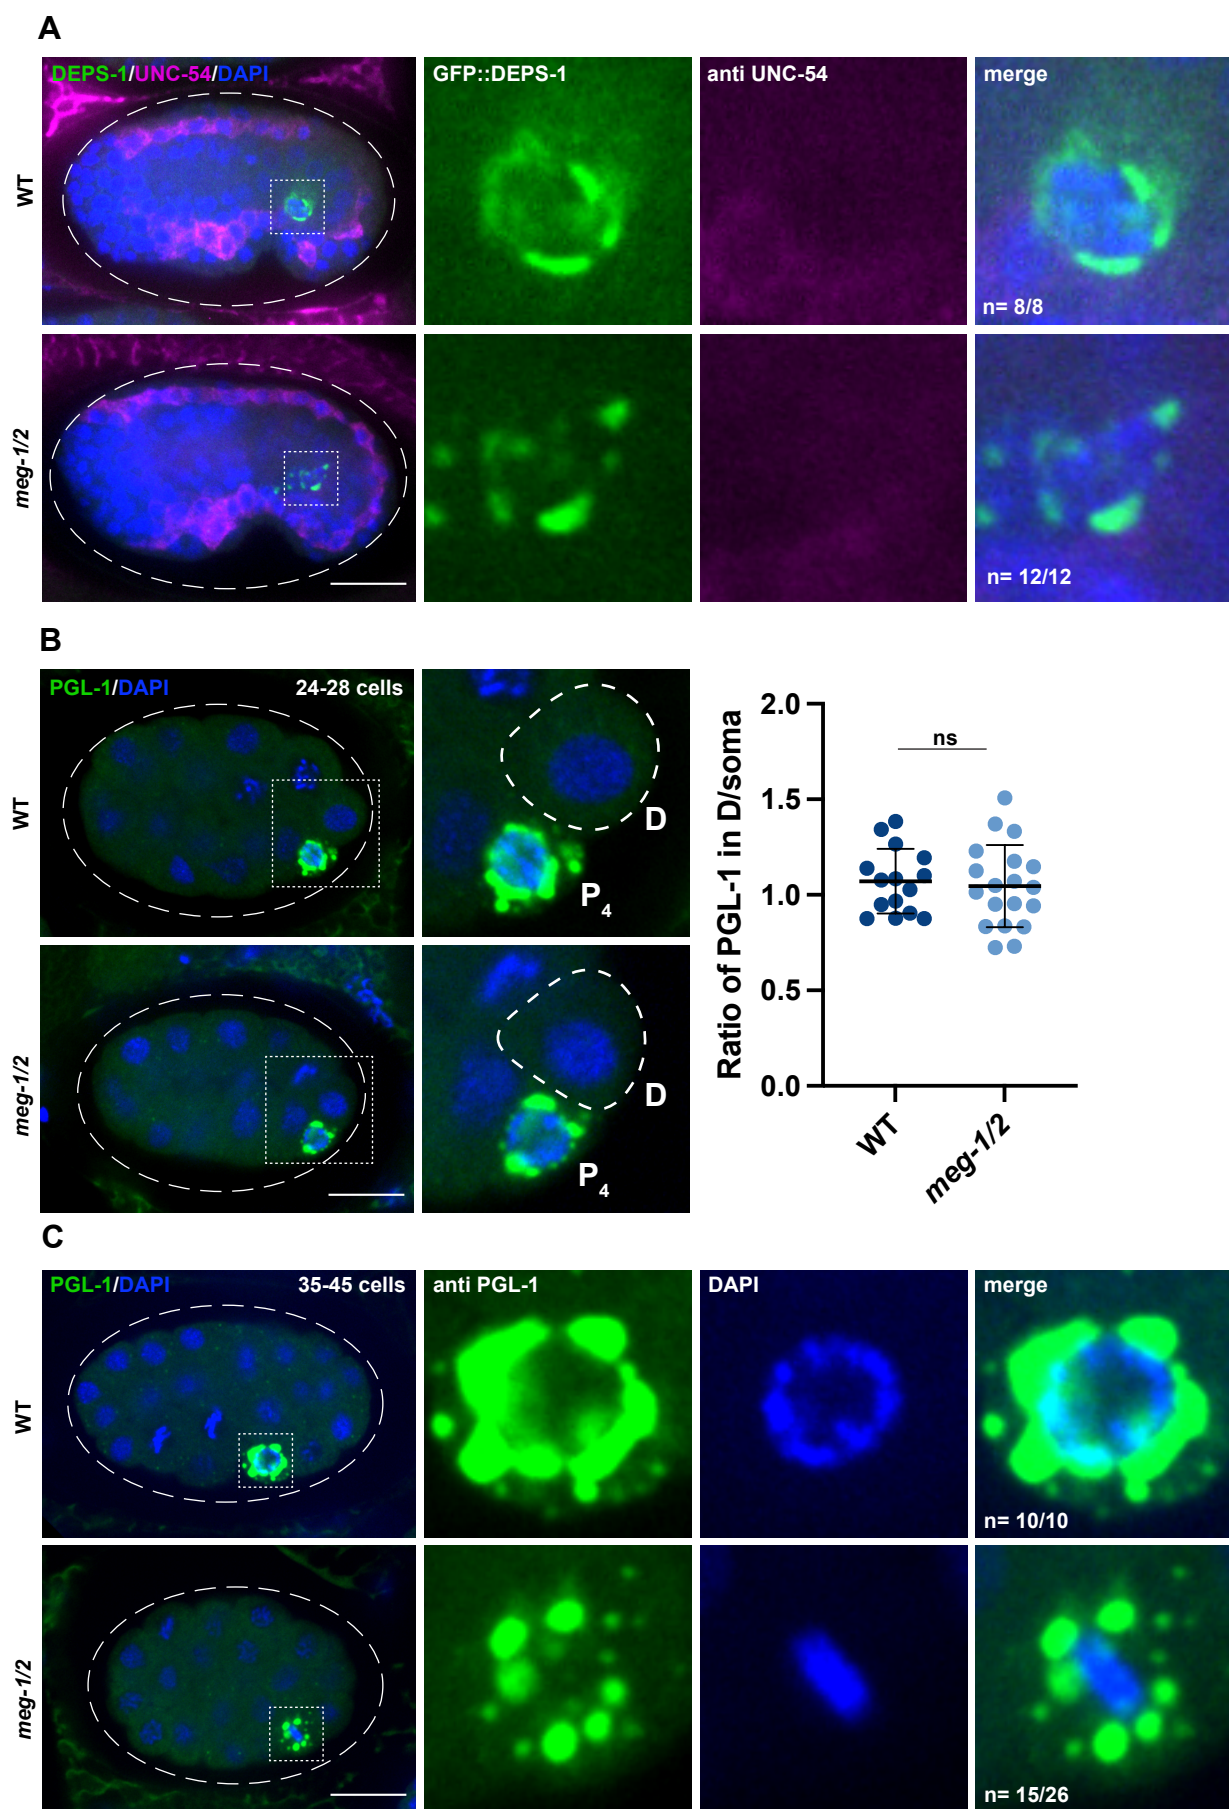 A
DEPS-1/UNC-54/DAPI
GFP::DEPS-1
anti UNC-54
merge
WT
n= 8/8
meg-1/2
n= 12/12
B
PGL-1/DAPI
24-28 cells
WT
D
P4
meg-1/2
D
P4
Ratio of PGL-1 in D/soma
2.0
1.5
1.0
0.5
0.0
ns
WT
meg-1/2
C
PGL-1/DAPI
35-45 cells
anti PGL-1
DAPI
merge
WT
n= 10/10
meg-1/2
n= 15/26